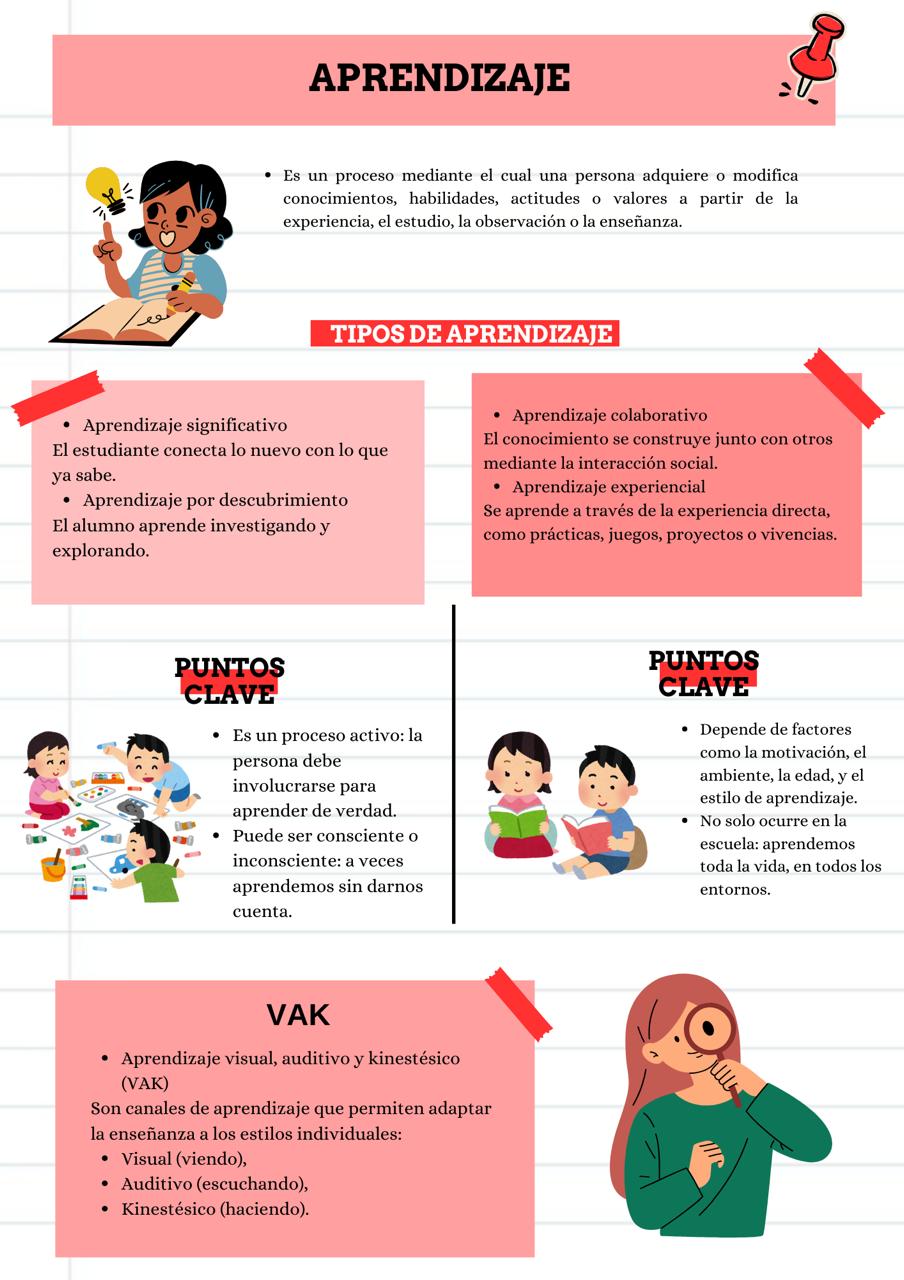 APRENDIZAJE
• Es un proceso mediante el cual una persona adquiere o modifica
conocimientos, habilidades, actitudes o valores a partir de la
experiencia, el estudio, la observación o la enseñanza.
TIPOS DE APRENDIZAJE
• Aprendizaje significativo
El estudiante conecta lo nuevo con lo que
ya sabe.
• Aprendizaje por descubrimiento
El alumno aprende investigando y
explorando.
• Aprendizaje colaborativo
El conocimiento se construye junto con otros
mediante la interacción social.
• Aprendizaje experiencial
Se aprende a través de la experiencia directa,
como prácticas, juegos, proyectos o vivencias.
PUNTOS
CLAVE
• Es un proceso activo: la
persona debe
involucrarse para
aprender de verdad.
• Puede ser consciente o
inconsciente: a veces
aprendemos sin darnos
cuenta.
PUNTOS
CLAVE
• Depende de factores
como la motivación, el
ambiente, la edad, y el
estilo de aprendizaje.
• No solo ocurre en la
escuela: aprendemos
toda la vida, en todos los
entornos.
VAK
• Aprendizaje visual, auditivo y kinestésico
(VAK)
Son canales de aprendizaje que permiten adaptar
la enseñanza a los estilos individuales:
• Visual (viendo),
• Auditivo (escuchando),
• Kinestésico (haciendo).